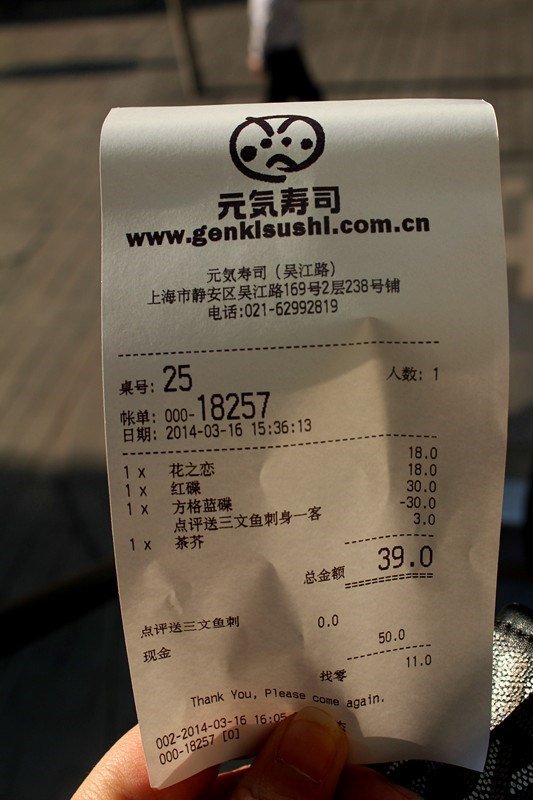 元気寿司
www.genkisushi.com.cn
元気寿司（吴江路）
上海市静安区吴江路169号2层238号铺
电话:021-62992819
桌号: 25 人数: 1
帐单: 000-18257
日期: 2014-03-16 15:36:13
1 x 花之恋 18.0
1 x 红碟 18.0
1 x 方格蓝碟 30.0
点评送三文鱼刺身一客 -30.0
1 x 茶芥 3.0
总金额 39.0
点评送三文鱼刺 0.0
现金 50.0
找零 11.0
Thank You, Please come again.
002-2014-03-16 16:05
000-18257 [0]